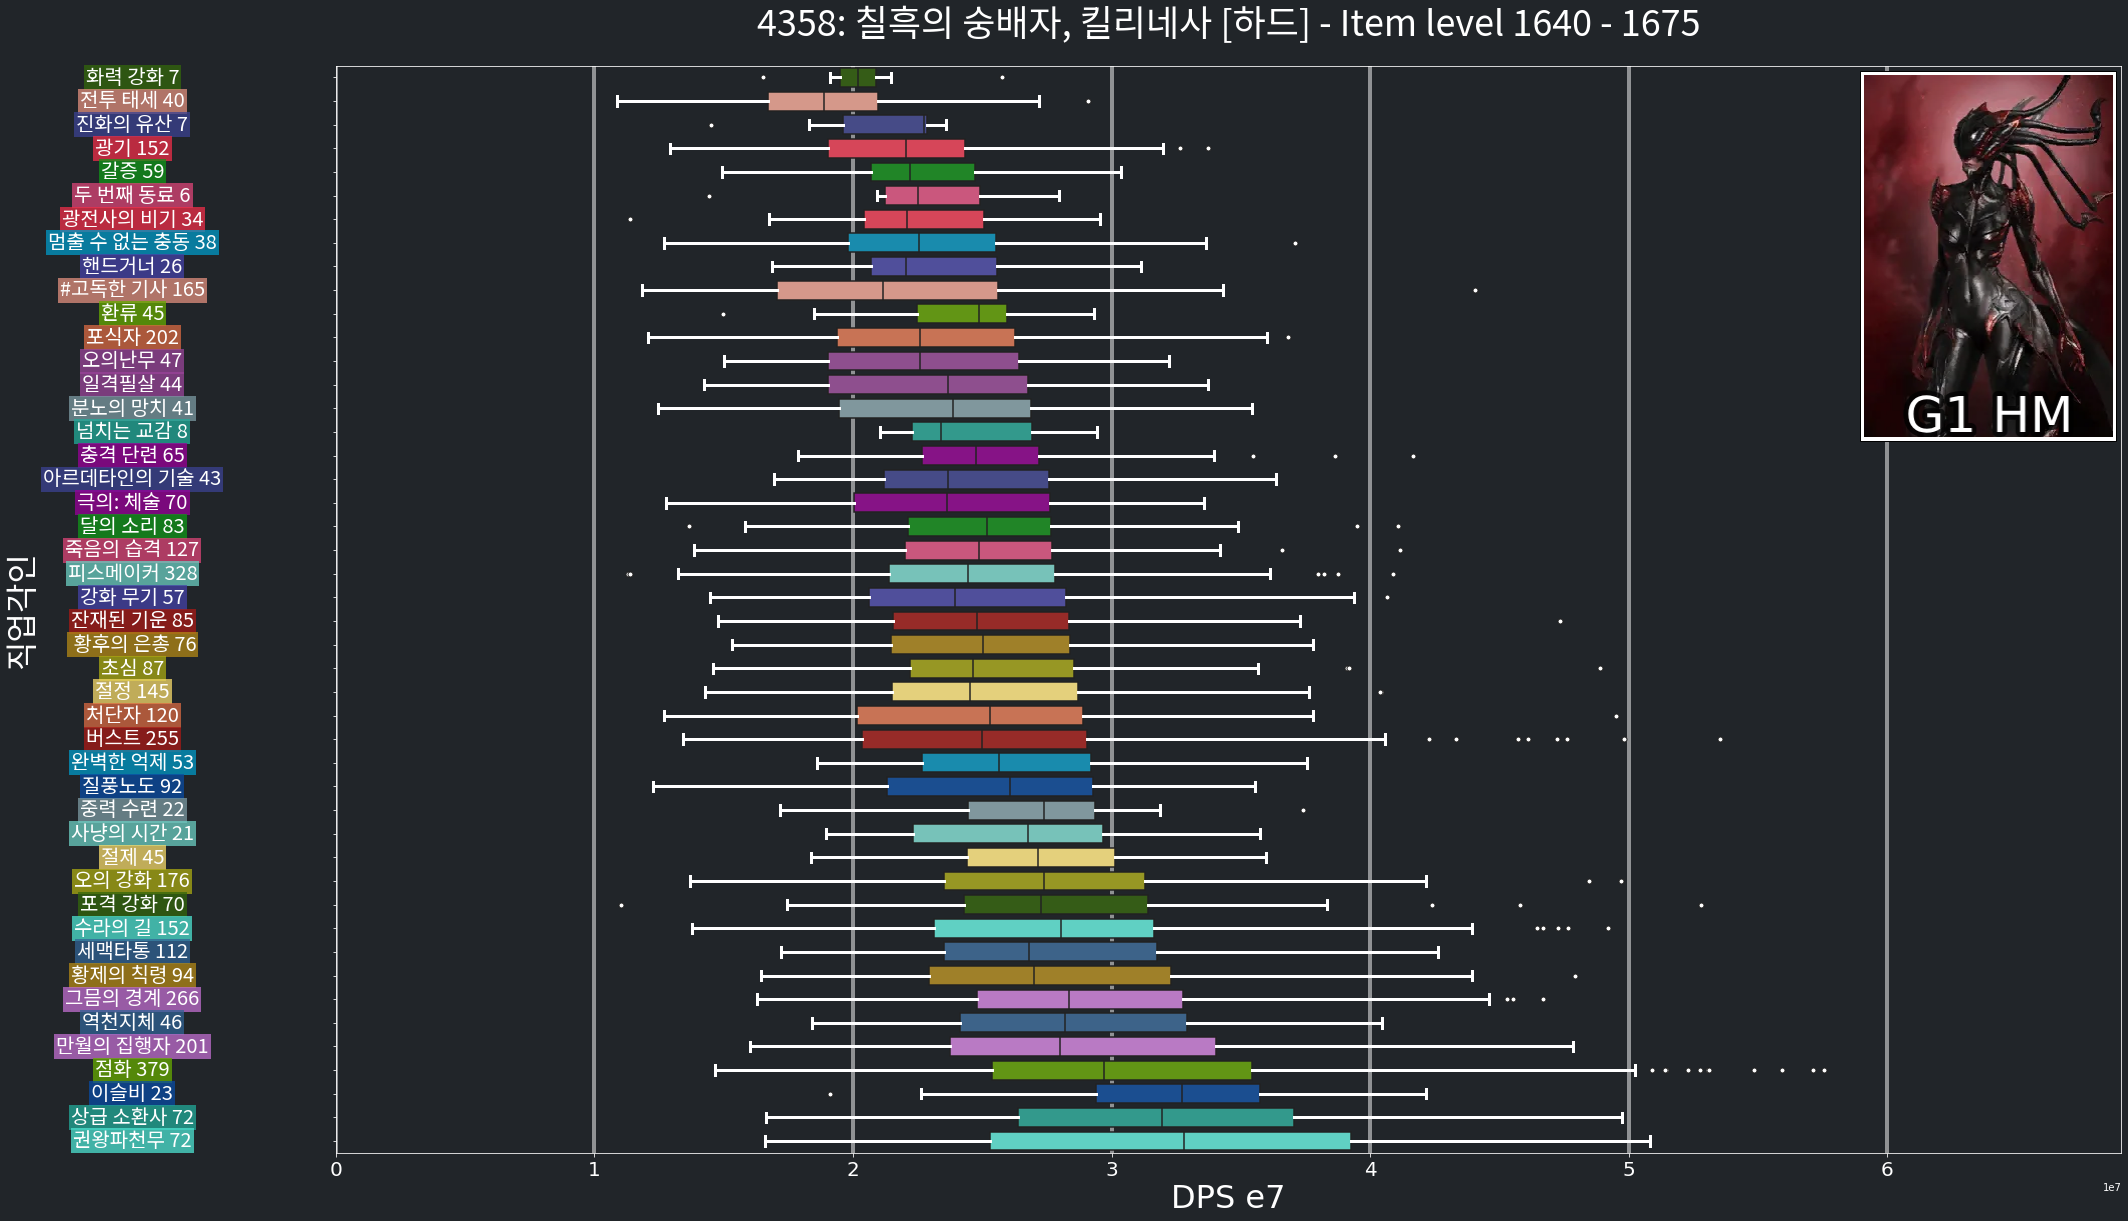 4358: 칠흑의 숭배자, 킬리네사 [하드] - Item level 1640 - 1675
화력 강화 7
전투 태세 40
진화의 유산 7
광기 152
갈증 59
두 번째 동료 6
광전사의 비기 34
멈출 수 없는 충동 38
핸드거너 26
#고독한 기사 165
환류 45
포식자 202
오의난무 47
일격필살 44
분노의 망치 41
넘치는 교감 8
충격 단련 65
아르데타인의 기술 43
극의: 체술 70
달의 소리 83
죽음의 습격 127
피스메이커 328
강화 무기 57
잔재된 기운 85
황후의 은총 76
초심 87
절정 145
처단자 120
버스트 255
완벽한 억제 53
질풍노도 92
중력 수련 22
사냥의 시간 21
절제 45
오의 강화 176
포격 강화 70
수라의 길 152
세맥타통 112
황제의 칙령 94
그믐의 경계 266
역천지체 46
만월의 집행자 201
점화 379
이슬비 23
상급 소환사 72
권왕파천무 72
직업각인
G1 HM
0 1 2 3 4 5 6
DPS e7
1e7